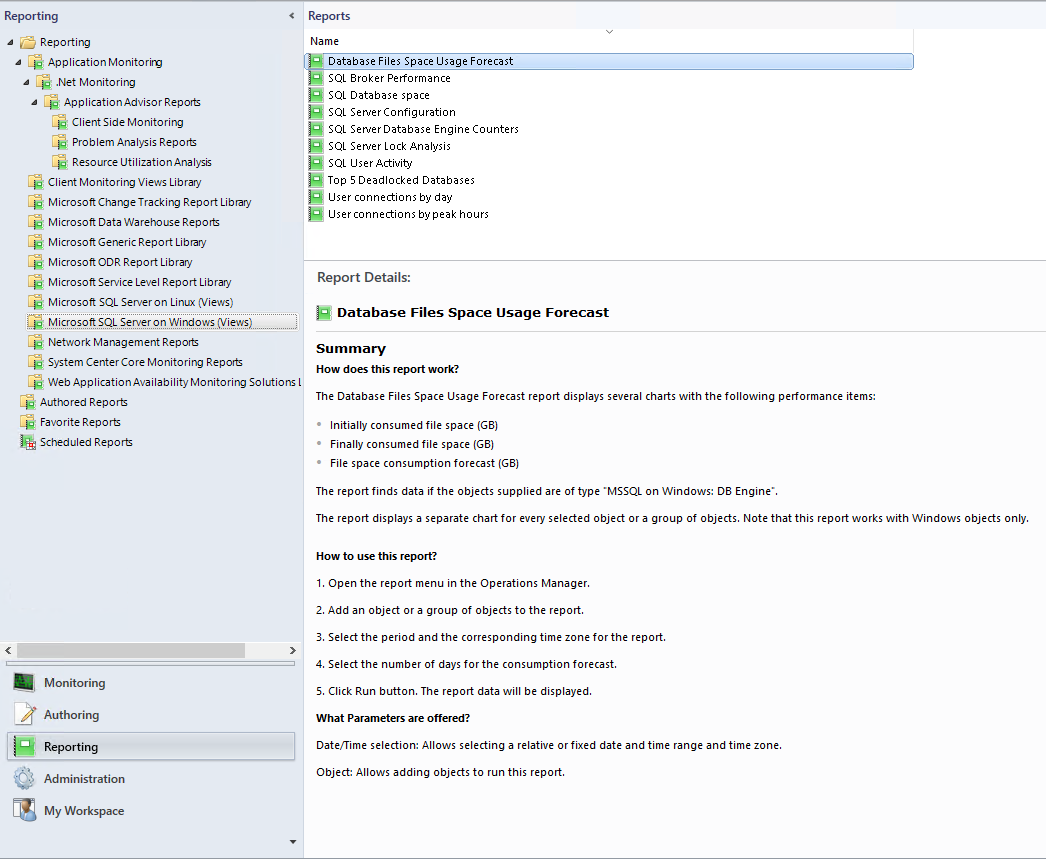 Reporting
Reporting
Application Monitoring
.Net Monitoring
Application Advisor Reports
Client Side Monitoring
Problem Analysis Reports
Resource Utilization Analysis
Client Monitoring Views Library
Microsoft Change Tracking Report Library
Microsoft Data Warehouse Reports
Microsoft Generic Report Library
Microsoft ODR Report Library
Microsoft Service Level Report Library
Microsoft SQL Server on Linux (Views)
Microsoft SQL Server on Windows (Views)
Network Management Reports
System Center Core Monitoring Reports
Web Application Availability Monitoring Solutions L
Authored Reports
Favorite Reports
Scheduled Reports
Monitoring
Authoring
Reporting
Administration
My Workspace
Reports
Name
Database Files Space Usage Forecast
SQL Broker Performance
SQL Database space
SQL Server Configuration
SQL Server Database Engine Counters
SQL Server Lock Analysis
SQL User Activity
Top 5 Deadlocked Databases
User connections by day
User connections by peak hours
Report Details:
Database Files Space Usage Forecast
Summary
How does this report work?
The Database Files Space Usage Forecast report displays several charts with the following performance items:
Initially consumed file space (GB)
Finally consumed file space (GB)
File space consumption forecast (GB)
The report finds data if the objects supplied are of type "MSSQL on Windows: DB Engine".
The report displays a separate chart for every selected object or a group of objects. Note that this report works with Windows objects only.
How to use this report?
1. Open the report menu in the Operations Manager.
2. Add an object or a group of objects to the report.
3. Select the period and the corresponding time zone for the report.
4. Select the number of days for the consumption forecast.
5. Click Run button. The report data will be displayed.
What Parameters are offered?
Date/Time selection: Allows selecting a relative or fixed date and time range and time zone.
Object: Allows adding objects to run this report.